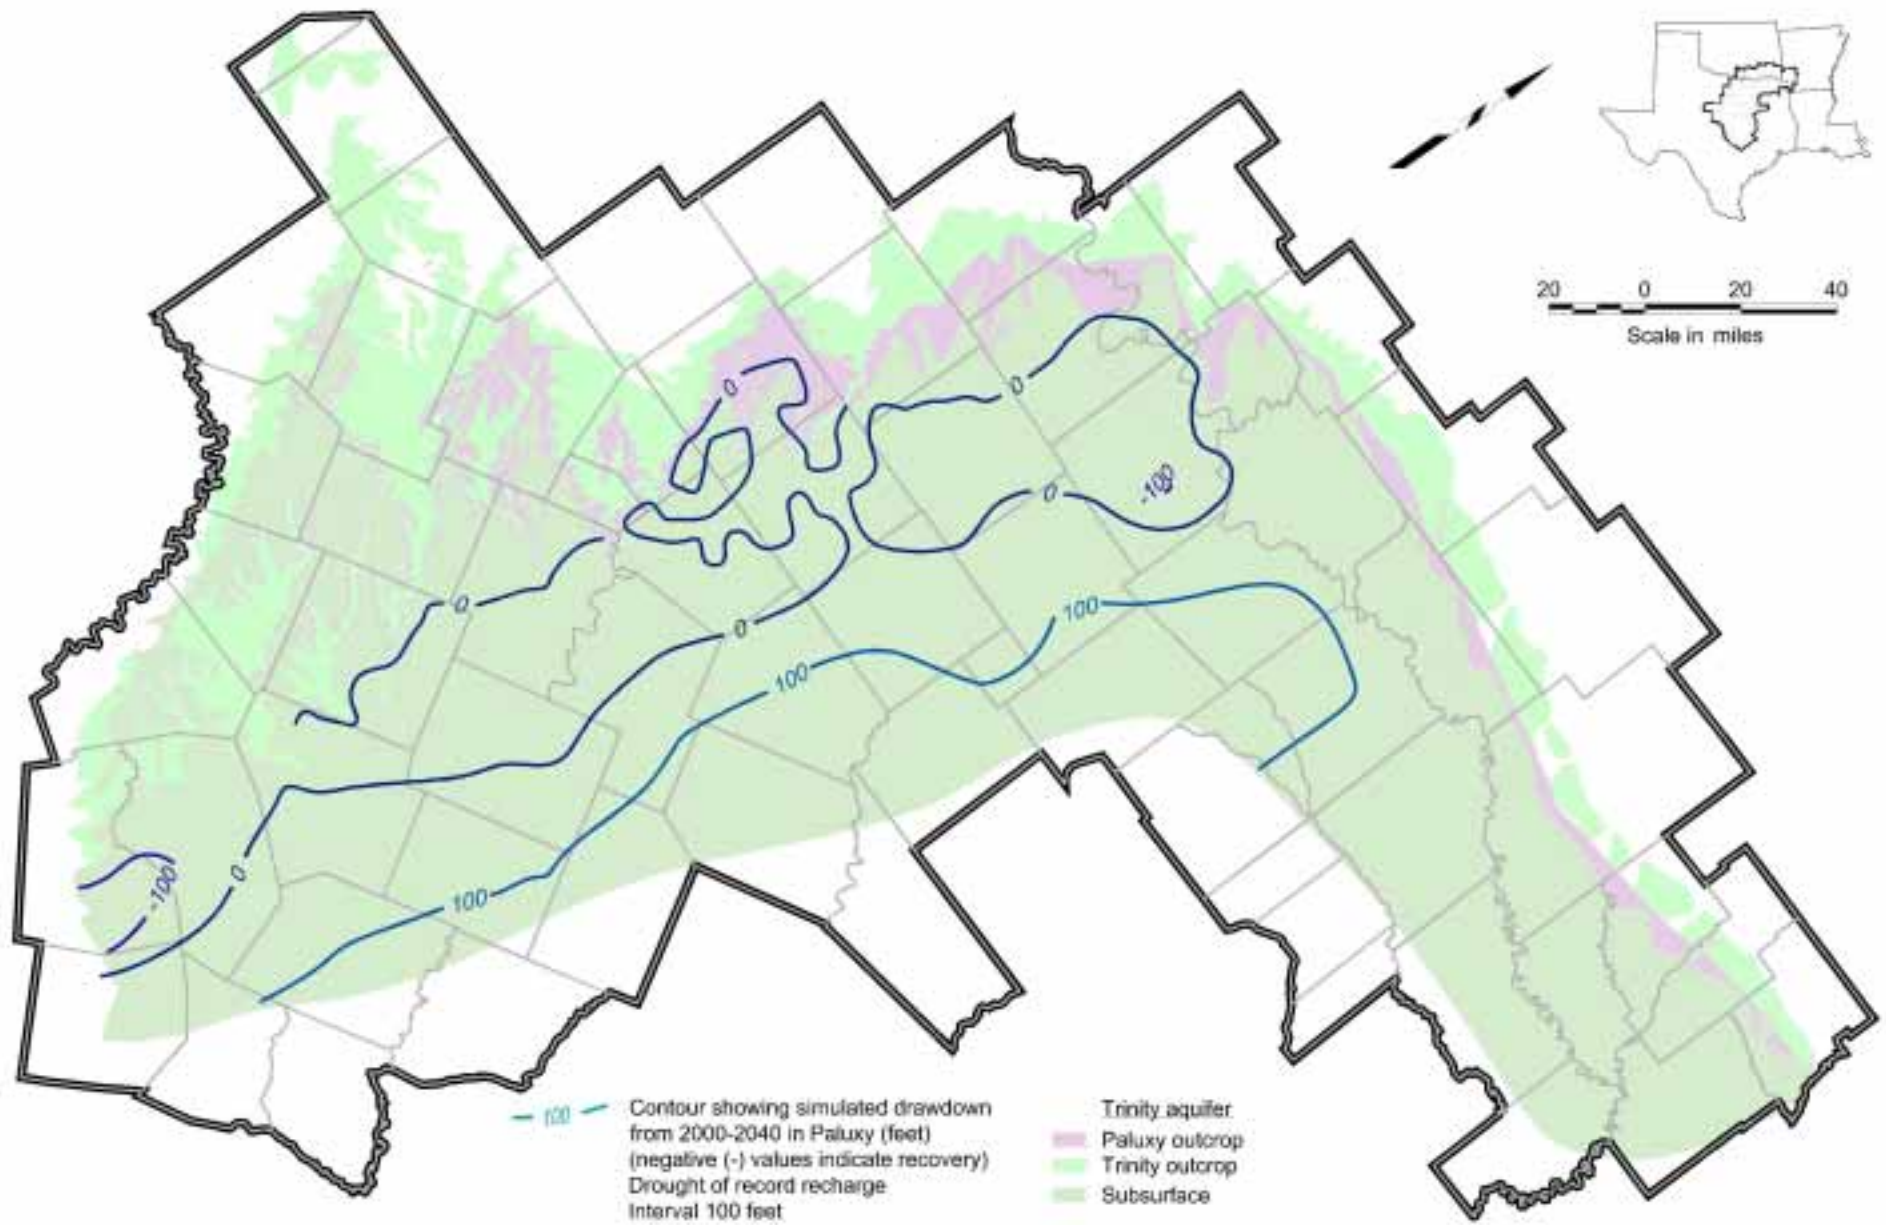 20 0 20 40
Scale in miles
0
0
-100
0
0
100
0
100
-100
0
100
100
Contour showing simulated drawdown
from 2000-2040 in Paluxy (feet)
(negative (-) values indicate recovery)
Drought of record recharge
Interval 100 feet
Trinity aquifer
Paluxy outcrop
Trinity outcrop
Subsurface